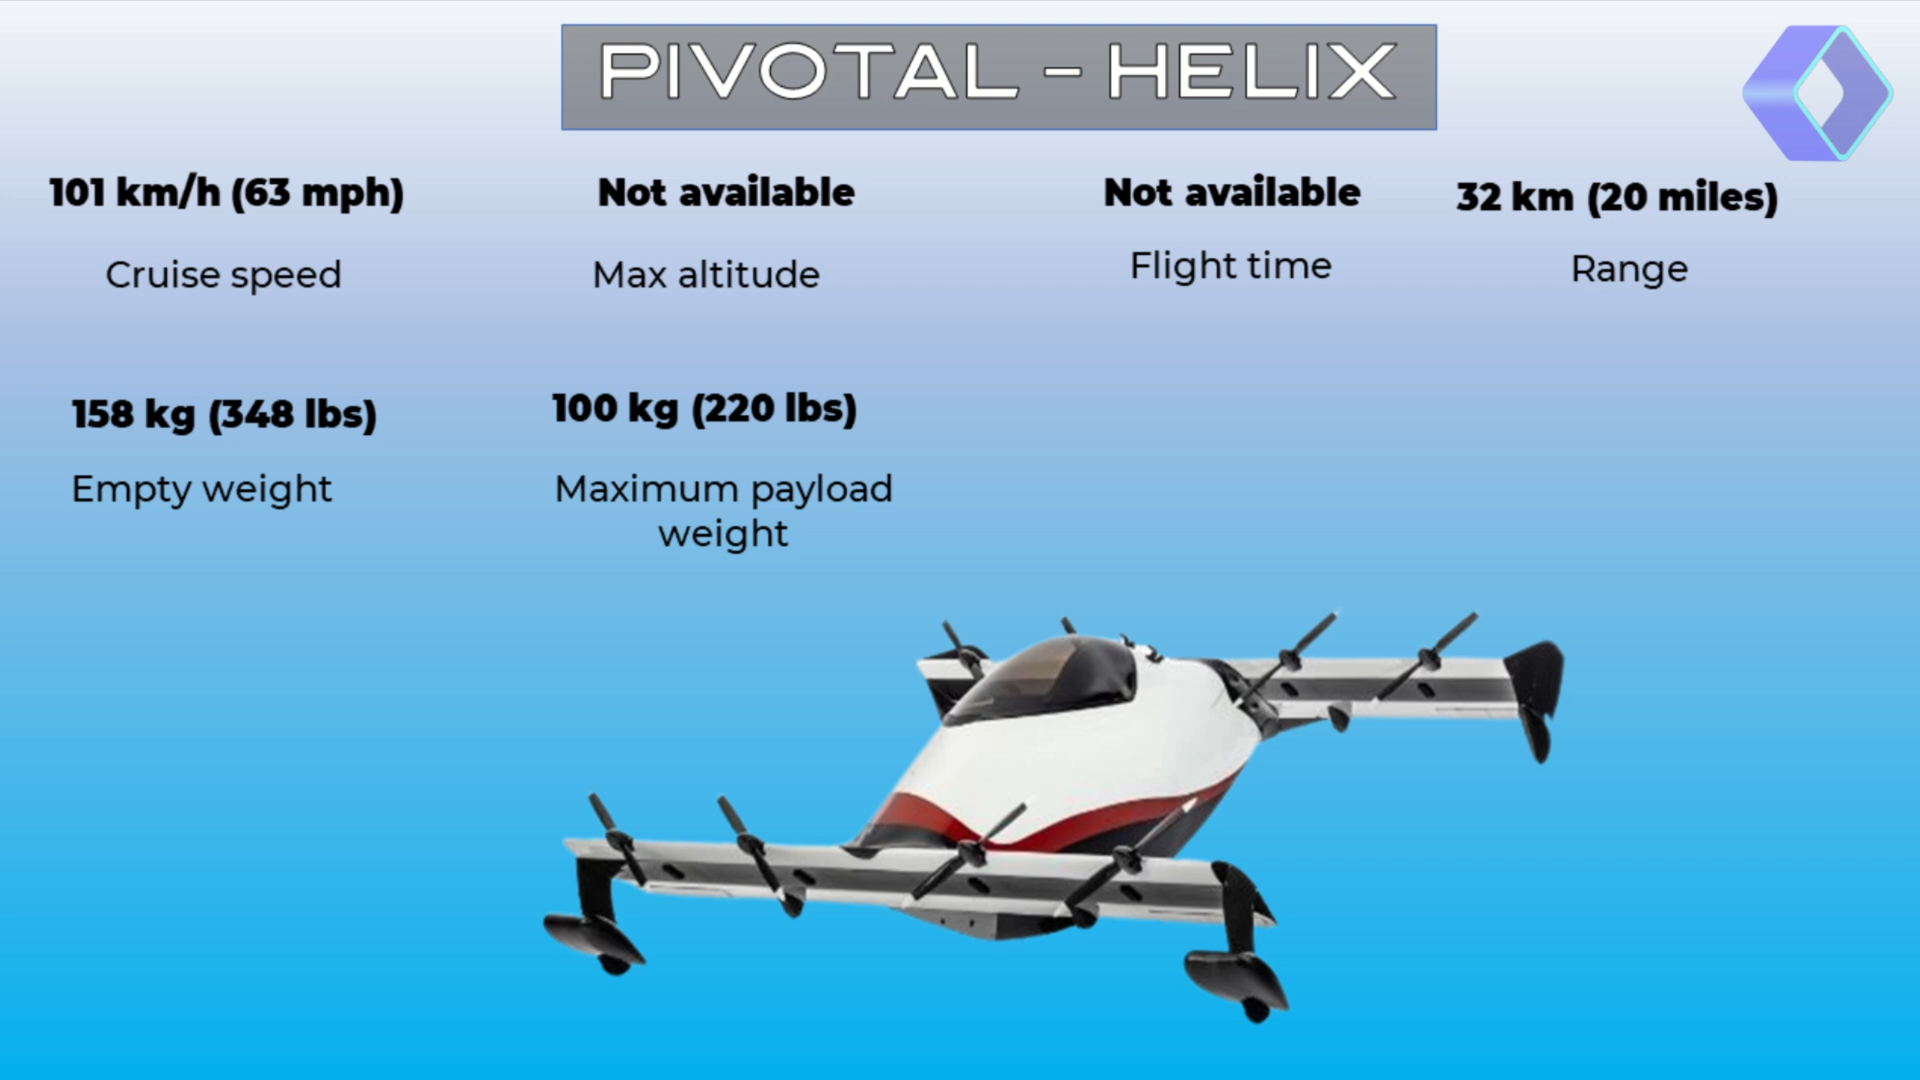 PIVOTAL - HELIX
101 km/h (63 mph)
Cruise speed
Not available
Max altitude
Not available
Flight time
32 km (20 miles)
Range
158 kg (348 lbs)
Empty weight
100 kg (220 lbs)
Maximum payload
weight